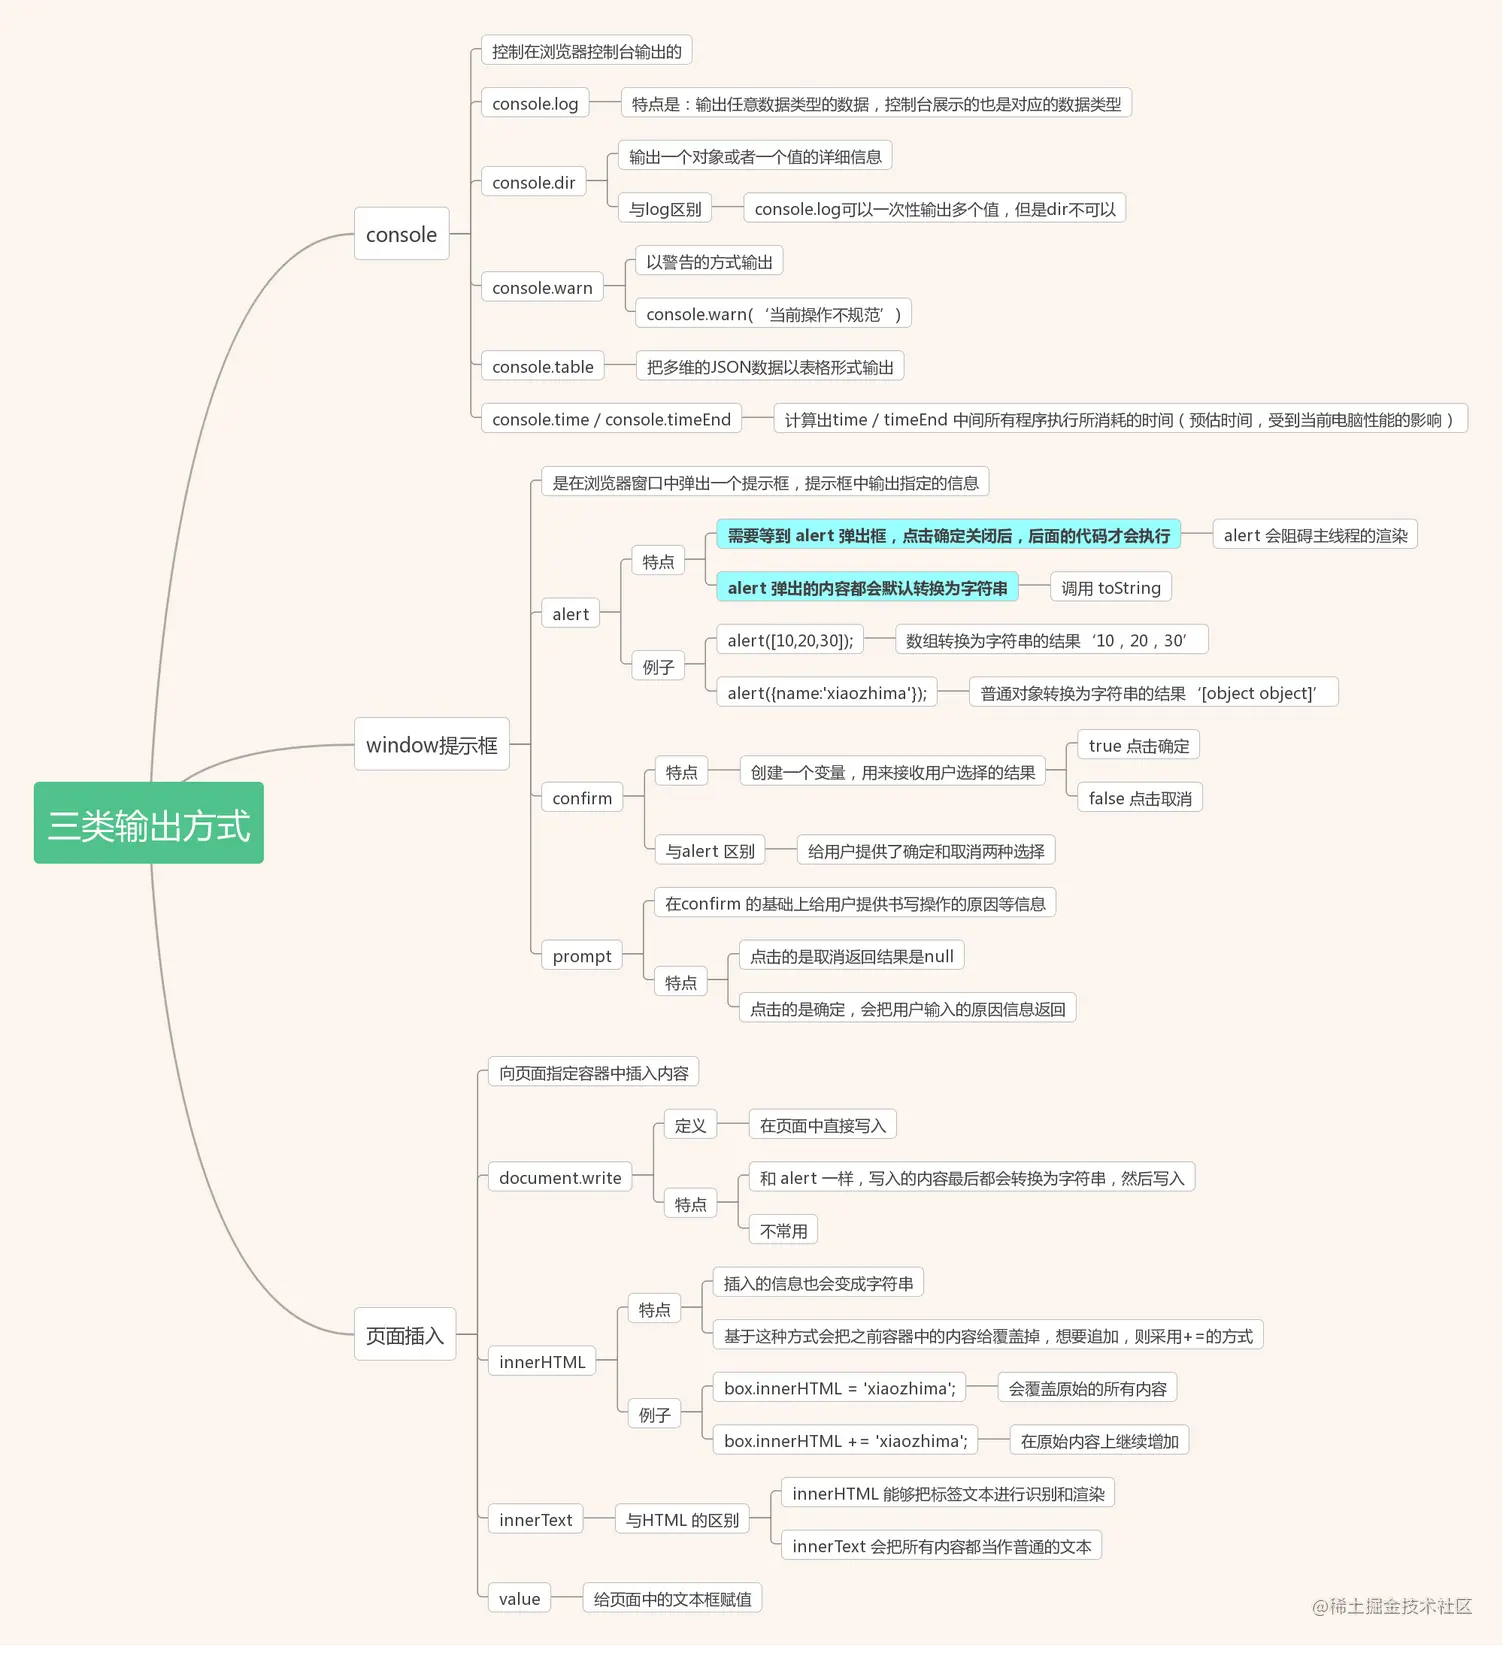 三类输出方式
console
控制在浏览器控制台输出的
console.log
特点是：输出任意数据类型的数据，控制台展示的也是对应的数据类型
console.dir
输出一个对象或者一个值的详细信息
与log区别
console.log可以一次性输出多个值，但是dir不可以
console.warn
以警告的方式输出
console.warn(‘当前操作不规范’)
console.table
把多维的JSON数据以表格形式输出
console.time / console.timeEnd
计算出time / timeEnd 中间所有程序执行所消耗的时间（预估时间，受到当前电脑性能的影响）
window提示框
是在浏览器窗口中弹出一个提示框，提示框中输出指定的信息
alert
特点
需要等到 alert 弹出框，点击确定关闭后，后面的代码才会执行
alert 会阻碍主线程的渲染
alert 弹出的内容都会默认转换为字符串
调用 toString
例子
alert([10,20,30]);
数组转换为字符串的结果‘10，20，30’
alert({name:'xiaozhima'});
普通对象转换为字符串的结果‘[object object]’
confirm
特点
创建一个变量，用来接收用户选择的结果
true 点击确定
false 点击取消
与alert 区别
给用户提供了确定和取消两种选择
prompt
在confirm 的基础上给用户提供书写操作的原因等信息
特点
点击的是取消返回结果是null
点击的是确定，会把用户输入的原因信息返回
页面插入
向页面指定容器中插入内容
document.write
定义
在页面中直接写入
特点
和 alert 一样，写入的内容最后都会转换为字符串，然后写入
不常用
innerHTML
特点
插入的信息也会变成字符串
基于这种方式会把之前容器中的内容给覆盖掉，想要追加，则采用+=的方式
例子
box.innerHTML = 'xiaozhima';
会覆盖原始的所有内容
box.innerHTML += 'xiaozhima';
在原始内容上继续增加
innerText
与HTML 的区别
innerHTML 能够把标签文本进行识别和渲染
innerText 会把所有内容都当作普通的文本
value
给页面中的文本框赋值
@稀土掘金技术社区